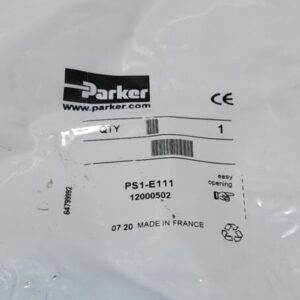 Parker
www.parker.com
CE
QTY 1
PS1-E111
12000502
easy
opening
07 20 MADE IN FRANCE
64799892